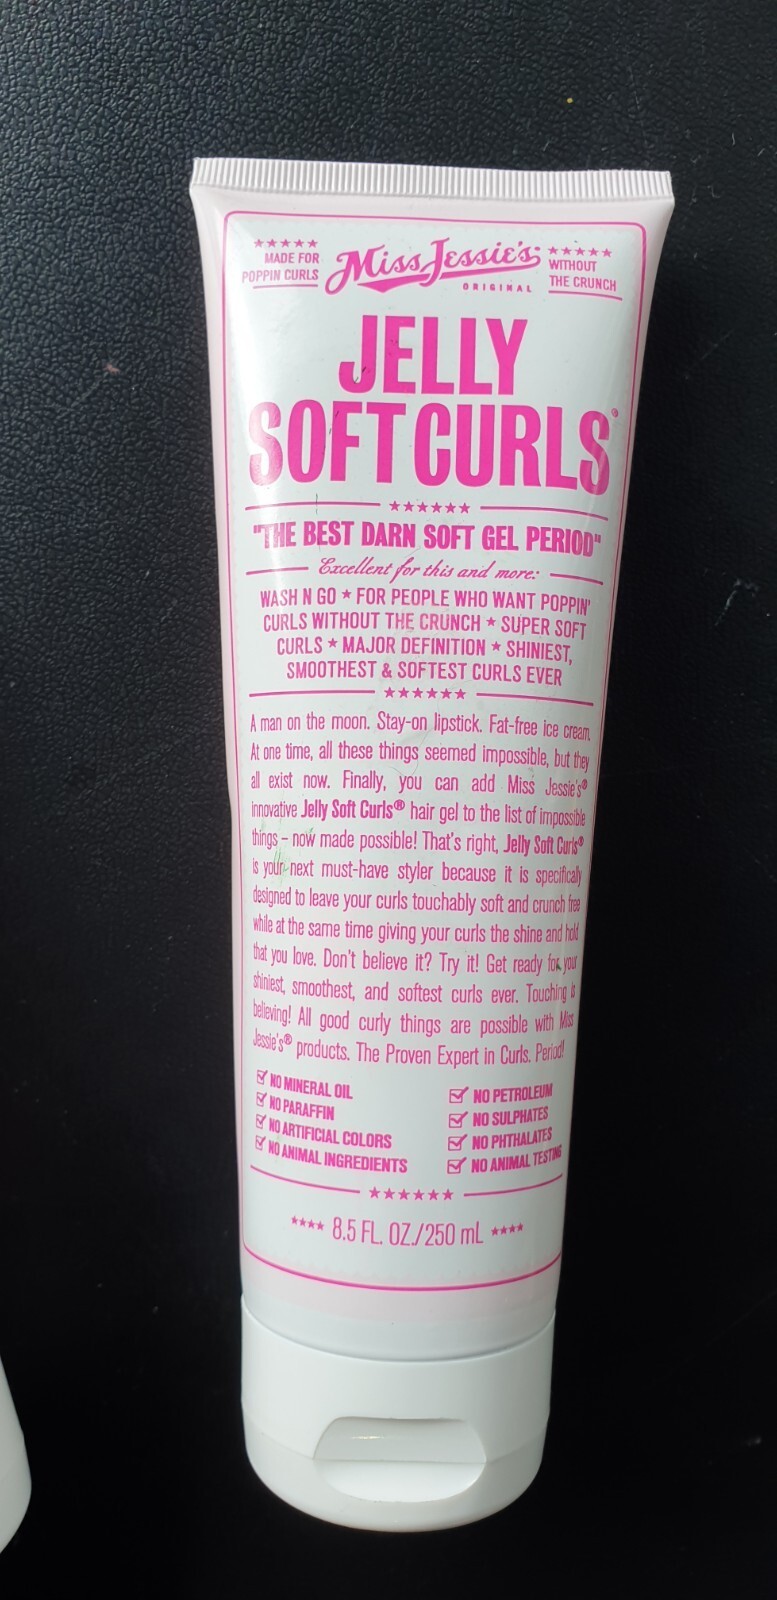 ★★★★★
MADE FOR
POPPIN CURLS
Miss Jessie's
ORIGINAL
★★★★★
WITHOUT
THE CRUNCH
JELLY
SOFT CURLS®
★★★★★★
"THE BEST DARN SOFT GEL PERIOD"
Excellent for this and more:
WASH N GO ★ FOR PEOPLE WHO WANT POPPIN'
CURLS WITHOUT THE CRUNCH ★ SUPER SOFT
CURLS ★ MAJOR DEFINITION ★ SHINIEST,
SMOOTHEST & SOFTEST CURLS EVER
★★★★★★
A man on the moon. Stay-on lipstick. Fat-free ice cream.
At one time, all these things seemed impossible, but they
all exist now. Finally, you can add Miss Jessie's®
innovative Jelly Soft Curls® hair gel to the list of impossible
things – now made possible! That's right, Jelly Soft Curls®
is your next must-have styler because it is specifically
designed to leave your curls touchably soft and crunch free
while at the same time giving your curls the shine and hold
that you love. Don't believe it? Try it! Get ready for your
shiniest, smoothest, and softest curls ever. Touching is
believing! All good curly things are possible with Miss
Jessie's® products. The Proven Expert in Curls. Period!
☑ NO MINERAL OIL
☑ NO PARAFFIN
☑ NO ARTIFICIAL COLORS
☑ NO ANIMAL INGREDIENTS
☑ NO PETROLEUM
☑ NO SULPHATES
☑ NO PHTHALATES
☑ NO ANIMAL TESTING
★★★★★★
★★★★ 8.5 FL. OZ./250 mL ★★★★